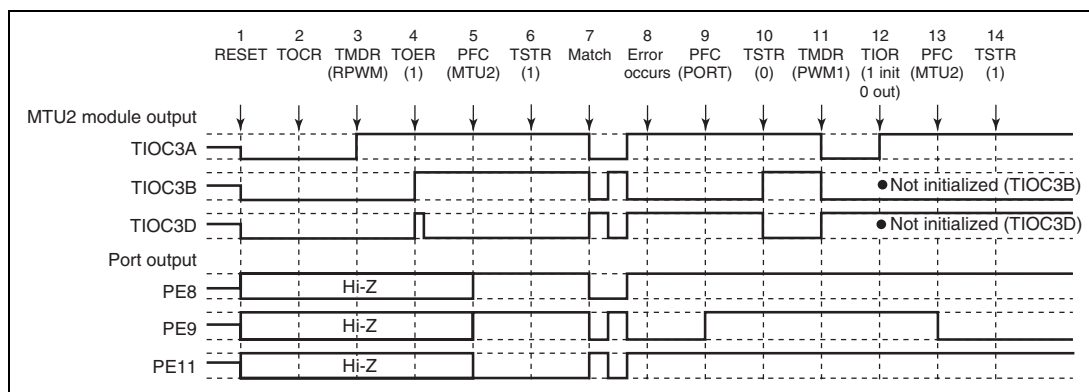 1 2 3 4 5 6 7 8 9 10 11 12 13 14
RESET TOCR TMDR TOER PFC TSTR Match Error PFC TSTR TMDR TIOR PFC TSTR
(RPWM) (1) (MTU2) (1) occurs (PORT) (0) (PWM1) (1 init (MTU2) (1)
0 out)
MTU2 module output
TIOC3A
TIOC3B
●Not initialized (TIOC3B)
TIOC3D
●Not initialized (TIOC3D)
Port output
PE8 Hi-Z
PE9 Hi-Z
PE11 Hi-Z